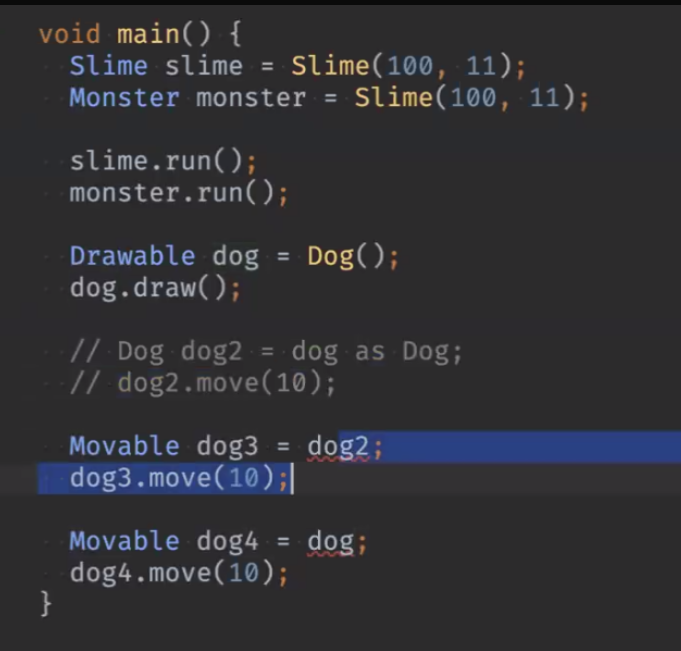 void main() {
Slime slime = Slime(100, 11);
Monster monster = Slime(100, 11);
slime.run();
monster.run();
Drawable dog = Dog();
dog.draw();
// Dog dog2 = dog as Dog;
// dog2.move(10);
Movable dog3 = dog2;
dog3.move(10);
Movable dog4 = dog;
dog4.move(10);
}